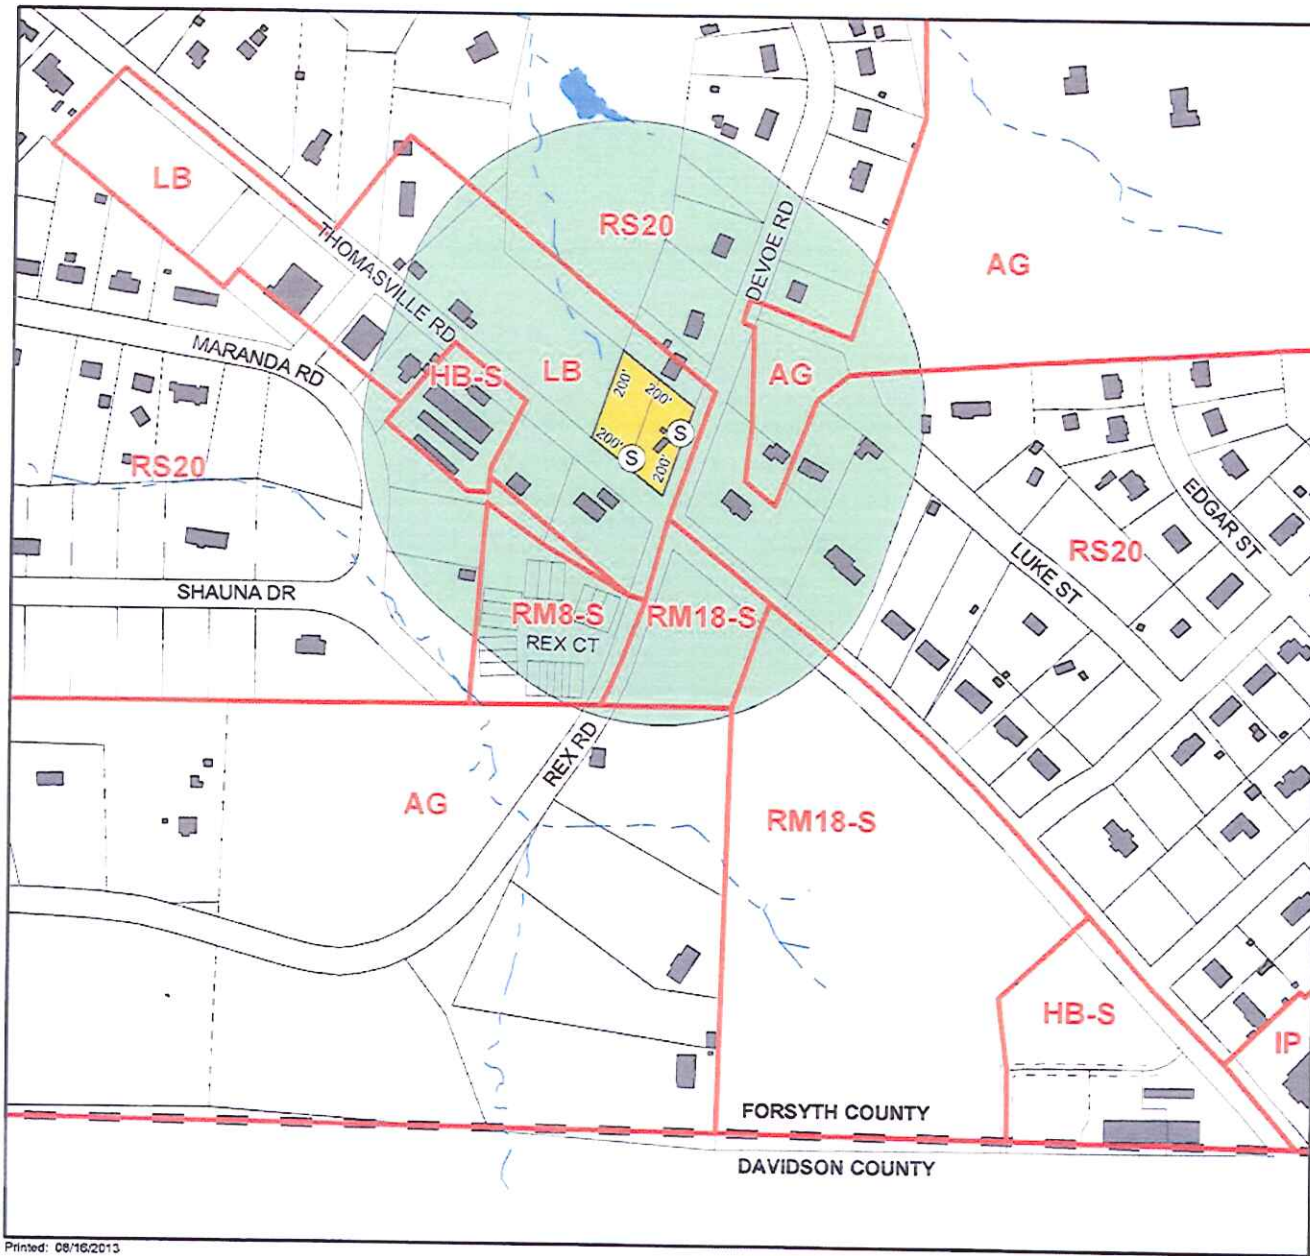 LB
RS20
DEVOE RD
AG
THOMASVILLE RD
MARANDA RD
HB-S
LB
200'
200'
AG
200'
S
S
200'
RS20
EDGAR ST
RS20
LUKE ST
SHAUNA DR
RM8-S
RM18-S
REX CT
REX RD
AG
RM18-S
HB-S
IP
FORSYTH COUNTY
DAVIDSON COUNTY
Printed: 08/16/2013